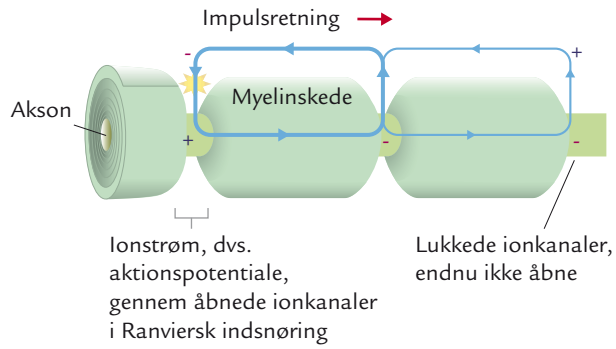 Impulsretning
-
+
Akson
Myelinskede
+
-
-
Ionstrøm, dvs.
aktionspotentiale,
gennem åbnede ionkanaler
i Ranviersk indsnøring
Lukkede ionkanaler,
endnu ikke åbne